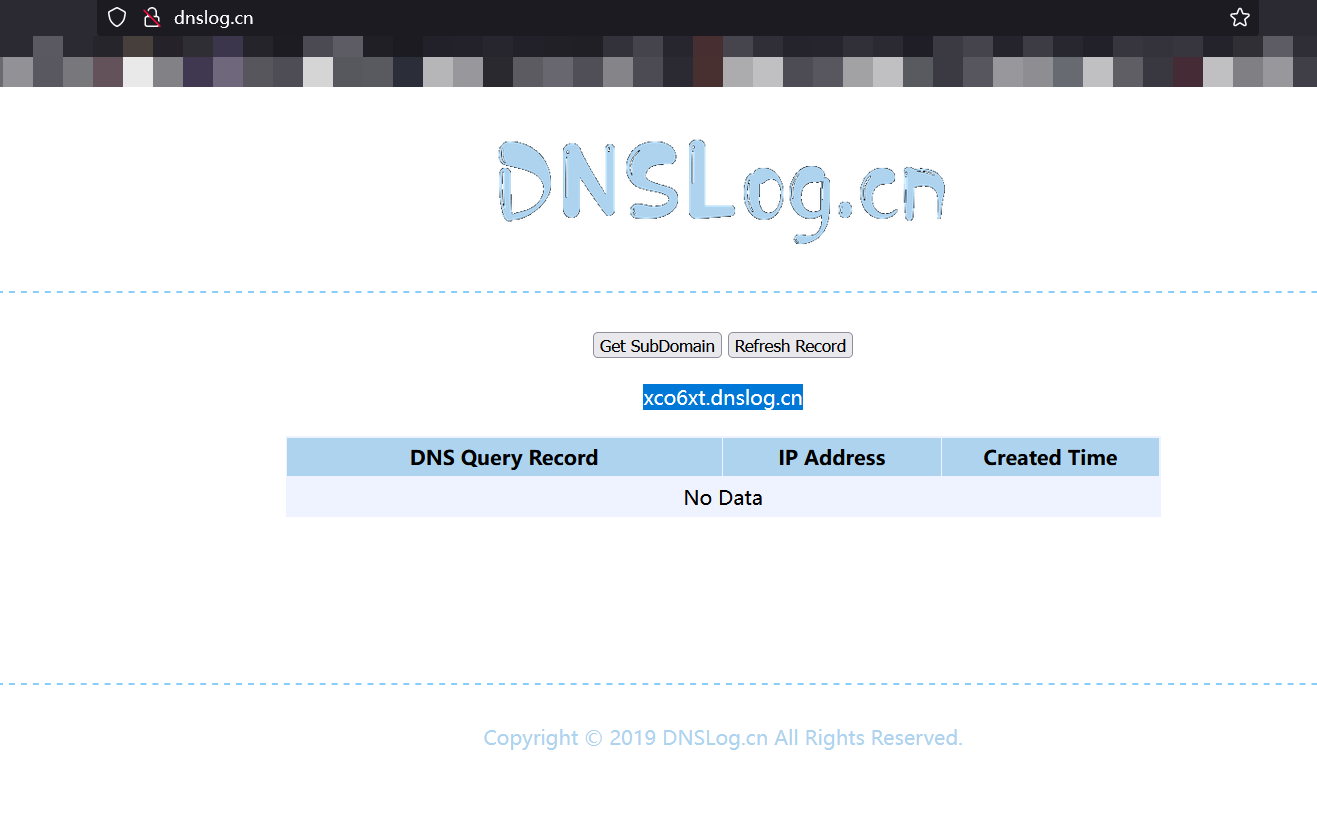 dnslog.cn
DNSLog.cn
Get SubDomain Refresh Record
xco6xt.dnslog.cn
DNS Query Record IP Address Created Time
No Data
Copyright © 2019 DNSLog.cn All Rights Reserved.